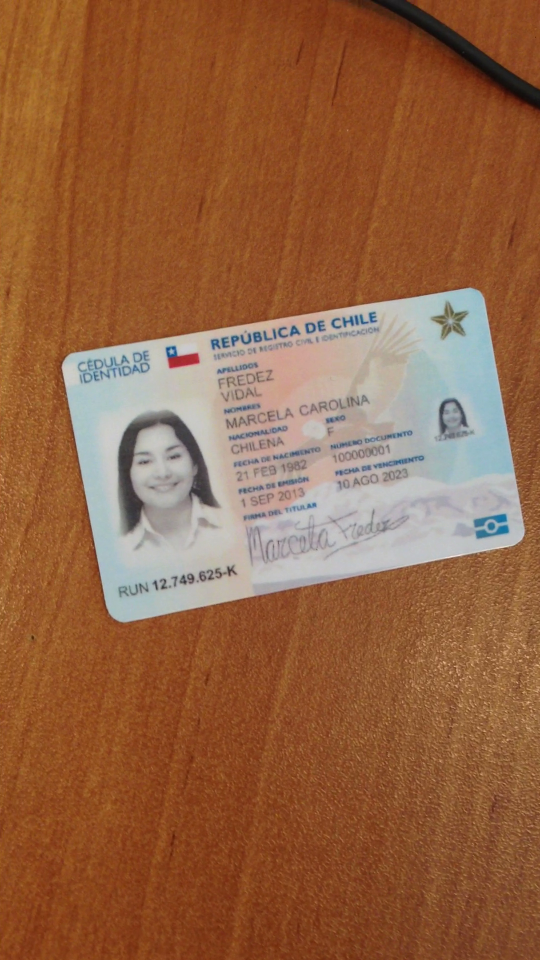 CÉDULA DE
IDENTIDAD
REPÚBLICA DE CHILE
SERVICIO DE REGISTRO CIVIL E IDENTIFICACIÓN
APELLIDOS
FREDEZ
VIDAL
NOMBRES
MARCELA CAROLINA
NACIONALIDAD SEXO
CHILENA F
FECHA DE NACIMIENTO NÚMERO DOCUMENTO
21 FEB 1982 100000001
FECHA DE EMISIÓN FECHA DE VENCIMIENTO
1 SEP 2013 10 AGO 2023
FIRMA DEL TITULAR
Marcela Fredez
RUN 12.749.625-K